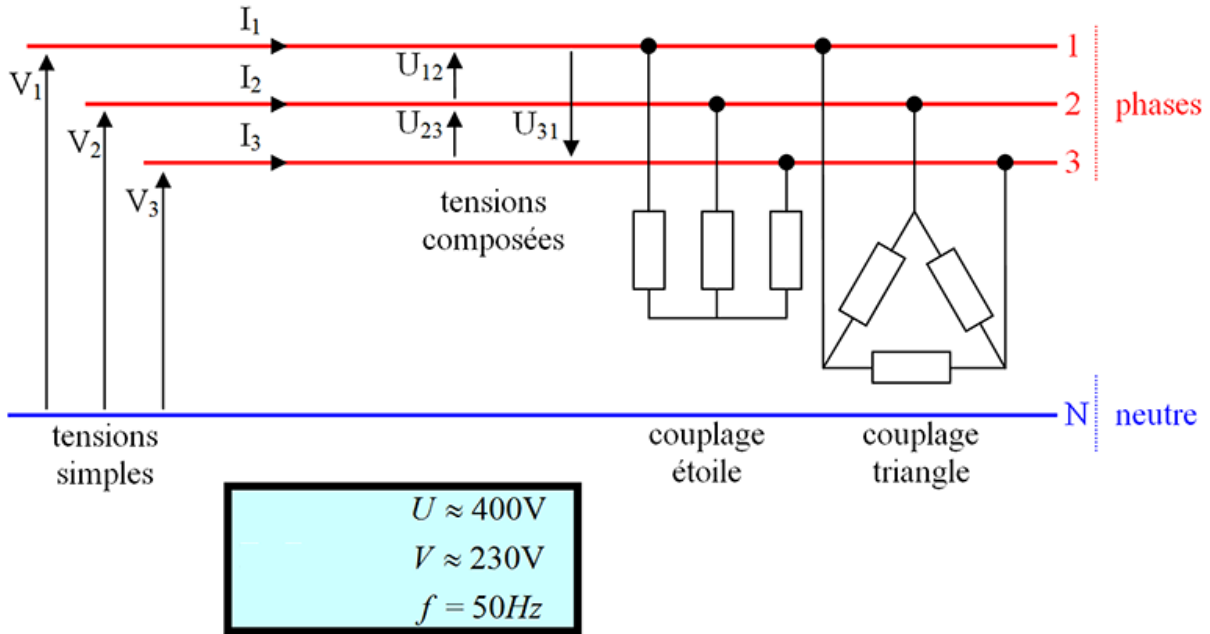 I₁
1
V₁
U₁₂
I₂
2
phases
V₂
U₂₃
U₃₁
I₃
3
V₃
tensions
composées
N
neutre
tensions
simples
couplage
étoile
couplage
triangle
U ≈ 400V
V ≈ 230V
f = 50Hz